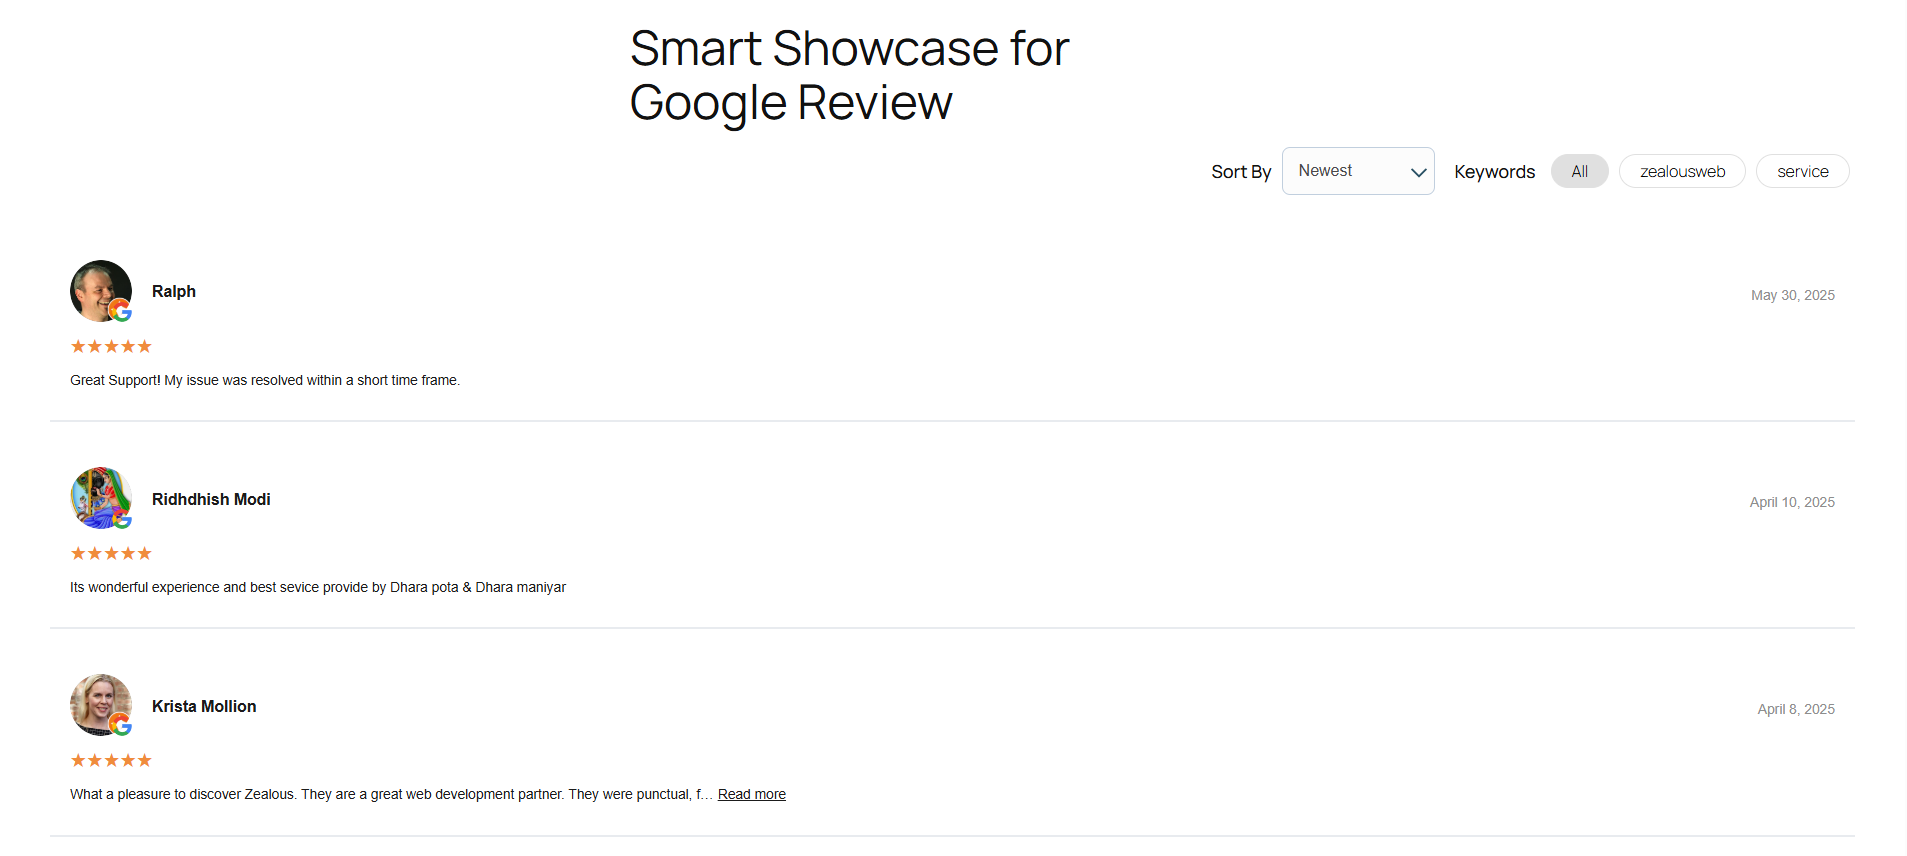 Smart Showcase for
Google Review
Sort By Newest Keywords All zealousweb service
Ralph May 30, 2025
★★★★★
Great Support! My issue was resolved within a short time frame.
Ridhdhish Modi April 10, 2025
★★★★★
Its wonderful experience and best sevice provide by Dhara pota & Dhara maniyar
Krista Mollion April 8, 2025
★★★★★
What a pleasure to discover Zealous. They are a great web development partner. They were punctual, f... Read more